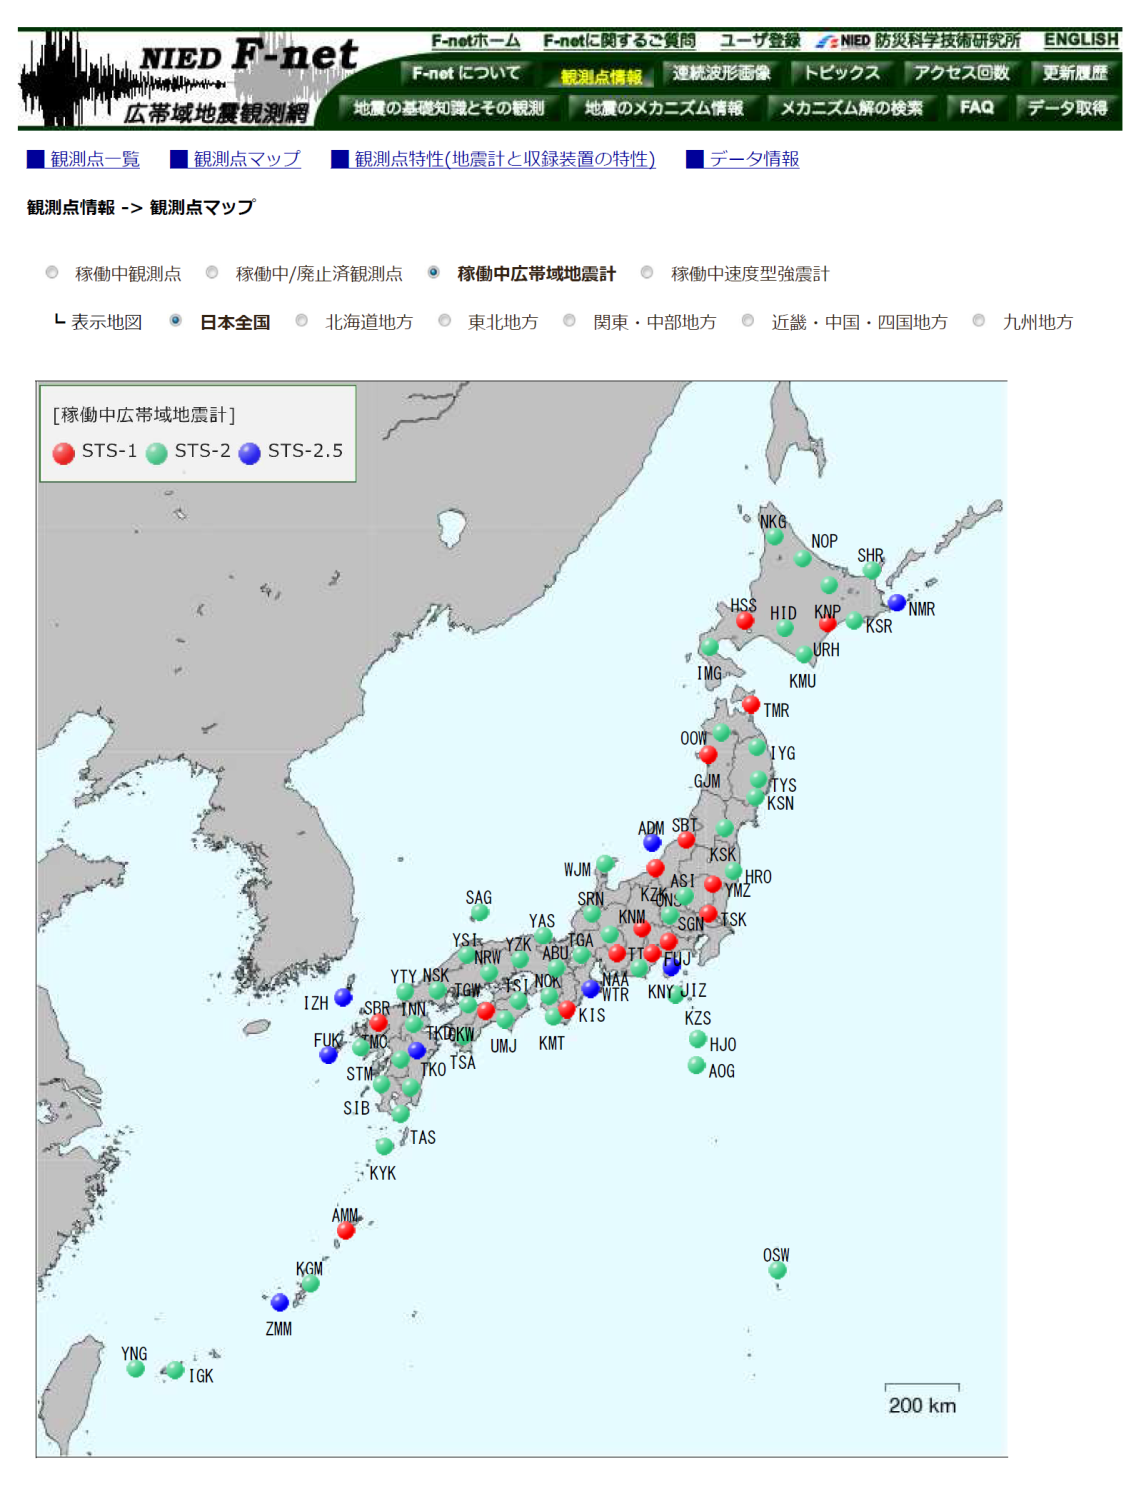 F-netホーム F-netに関するご質問 ユーザ登録 NIED 防災科学技術研究所 ENGLISH
NIED F-net
広帯域地震観測網
F-net について 観測点情報 連続波形画像 トピックス アクセス回数 更新履歴
地震の基礎知識とその観測 地震のメカニズム情報 メカニズム解の検索 FAQ データ取得
観測点一覧 観測点マップ 観測点特性(地震計と収録装置の特性) データ情報
観測点情報 -> 観測点マップ
稼働中観測点 稼働中/廃止済観測点 稼働中広帯域地震計 稼働中速度型強震計
┗ 表示地図 日本全国 北海道地方 東北地方 関東・中部地方 近畿・中国・四国地方 九州地方
[稼働中広帯域地震計]
STS-1 STS-2 STS-2.5
NKG
NOP
SHR
HSS HID KNP NMR
KSR
URH
IMG KMU
TMR
OOW IYG
GJM TYS
KSN
ADM SBT
KSK
WJM HRO
ASI YMZ
KZK
SAG SRN
KNM SGN TSK
YAS
YSI YZK TGA
NRW ABU FUJ
YTY NSK NOK NAA
TGW TSI WTR KNY JIZ
IZH SBR INN KIS KZS
FUK TMC TKD UMJ KMT HJO
STM TKO TSA AOG
SIB
TAS
KYK
AMM
OSW
KGM
ZMM
YNG
IGK
200 km